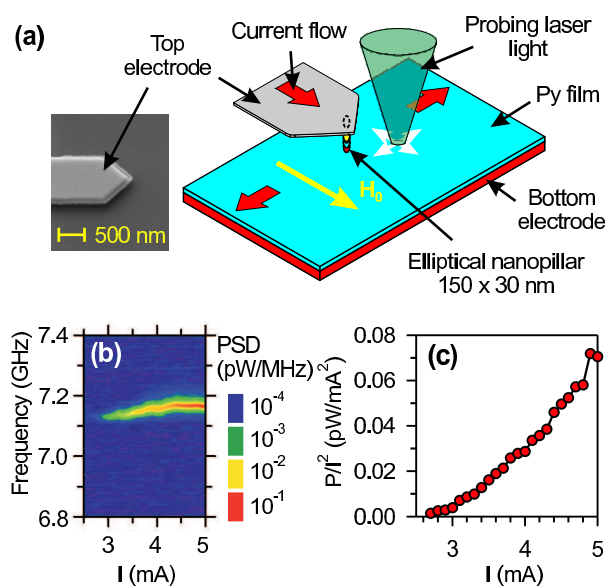 (a)
Top
electrode
Current flow
Probing laser
light
Py film
500 nm
H₀
Bottom
electrode
Elliptical nanopillar
150 x 30 nm
(b)
7.4
7.2
7.0
6.8
Frequency (GHz)
3 4 5
I (mA)
PSD
(pW/MHz)
10⁻⁴
10⁻³
10⁻²
10⁻¹
(c)
0.08
0.06
0.04
0.02
0.00
P/I² (pW/mA²)
3 4 5
I (mA)